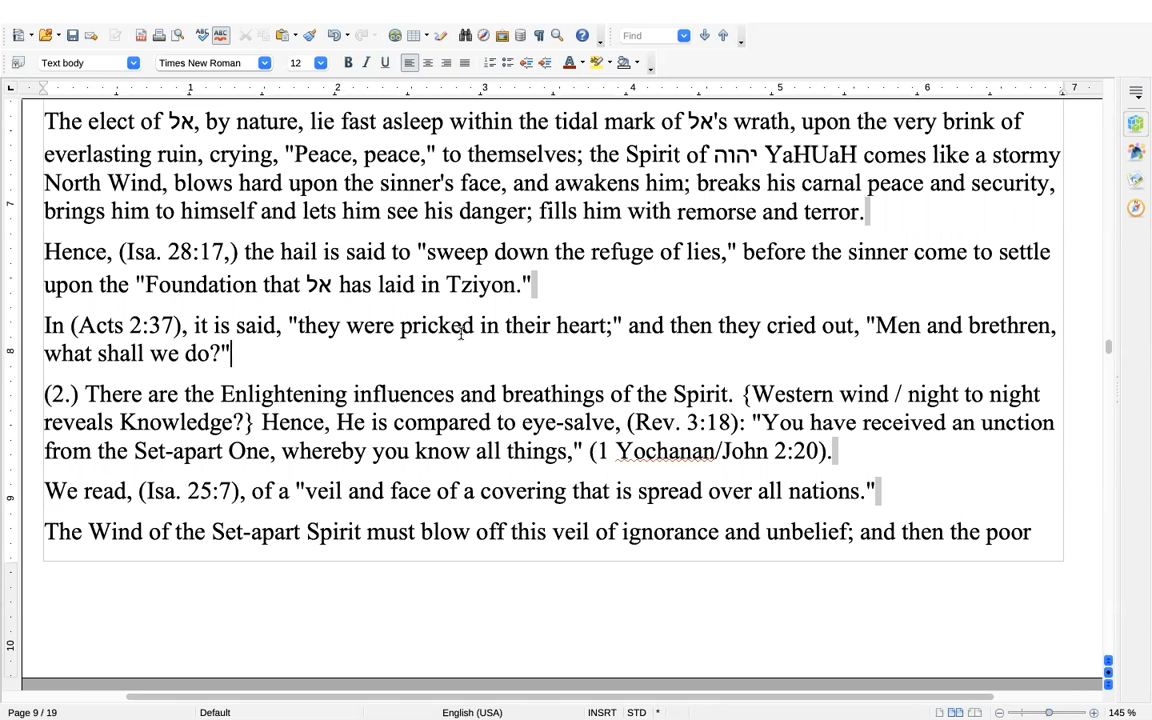 Find
Text body
Times New Roman
12
1 2 3 4 5 6 7
The elect of אל, by nature, lie fast asleep within the tidal mark of אל's wrath, upon the very brink of
everlasting ruin, crying, "Peace, peace," to themselves; the Spirit of יהוה YaHUaH comes like a stormy
North Wind, blows hard upon the sinner's face, and awakens him; breaks his carnal peace and security,
brings him to himself and lets him see his danger; fills him with remorse and terror.
Hence, (Isa. 28:17,) the hail is said to "sweep down the refuge of lies," before the sinner come to settle
upon the "Foundation that אל has laid in Tziyon."
In (Acts 2:37), it is said, "they were pricked in their heart;" and then they cried out, "Men and brethren,
what shall we do?"
(2.) There are the Enlightening influences and breathings of the Spirit. {Western wind / night to night
reveals Knowledge?} Hence, He is compared to eye-salve, (Rev. 3:18): "You have received an unction
from the Set-apart One, whereby you know all things," (1 Yochanan/John 2:20).
We read, (Isa. 25:7), of a "veil and face of a covering that is spread over all nations."
The Wind of the Set-apart Spirit must blow off this veil of ignorance and unbelief; and then the poor
7
8
9
10
Page 9 / 19
Default
English (USA)
INSRT
STD
*
145 %